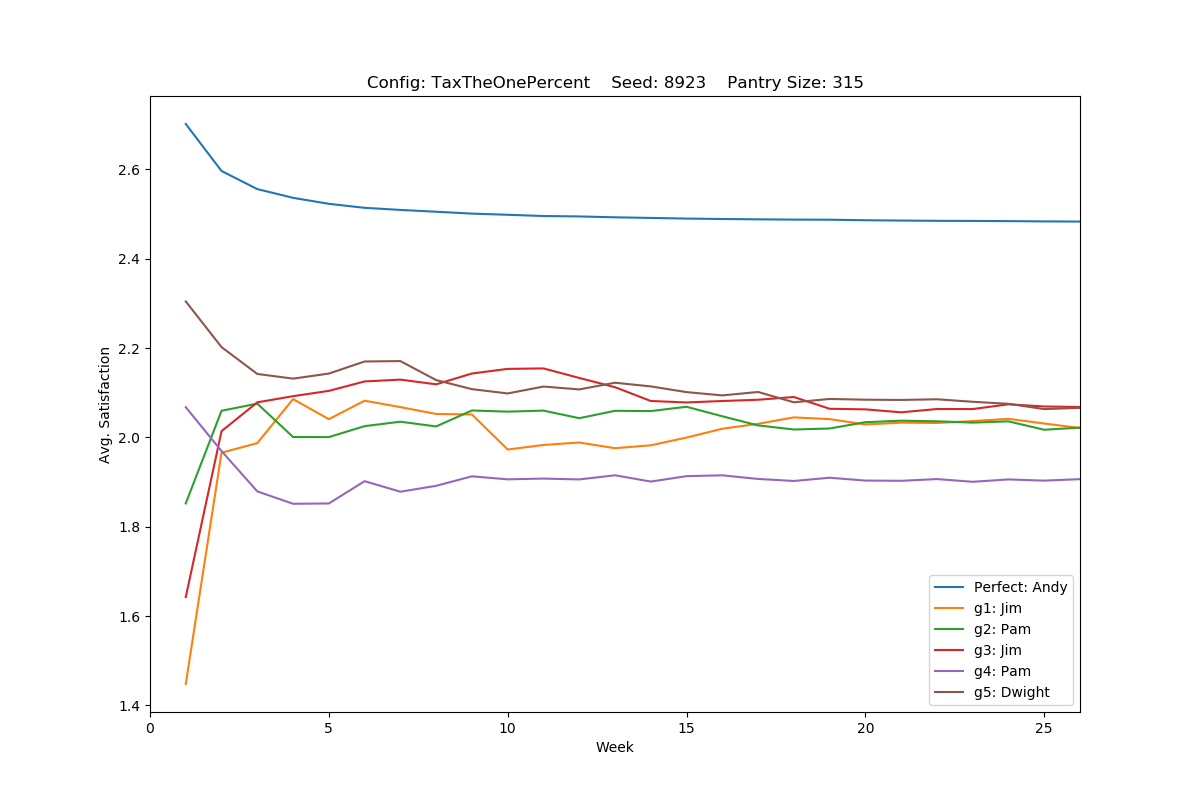 Config: TaxTheOnePercent    Seed: 8923    Pantry Size: 315
2.6
2.4
2.2
2.0
1.8
1.6
1.4
Avg. Satisfaction
0
5
10
15
20
25
Week
Perfect: Andy
g1: Jim
g2: Pam
g3: Jim
g4: Pam
g5: Dwight